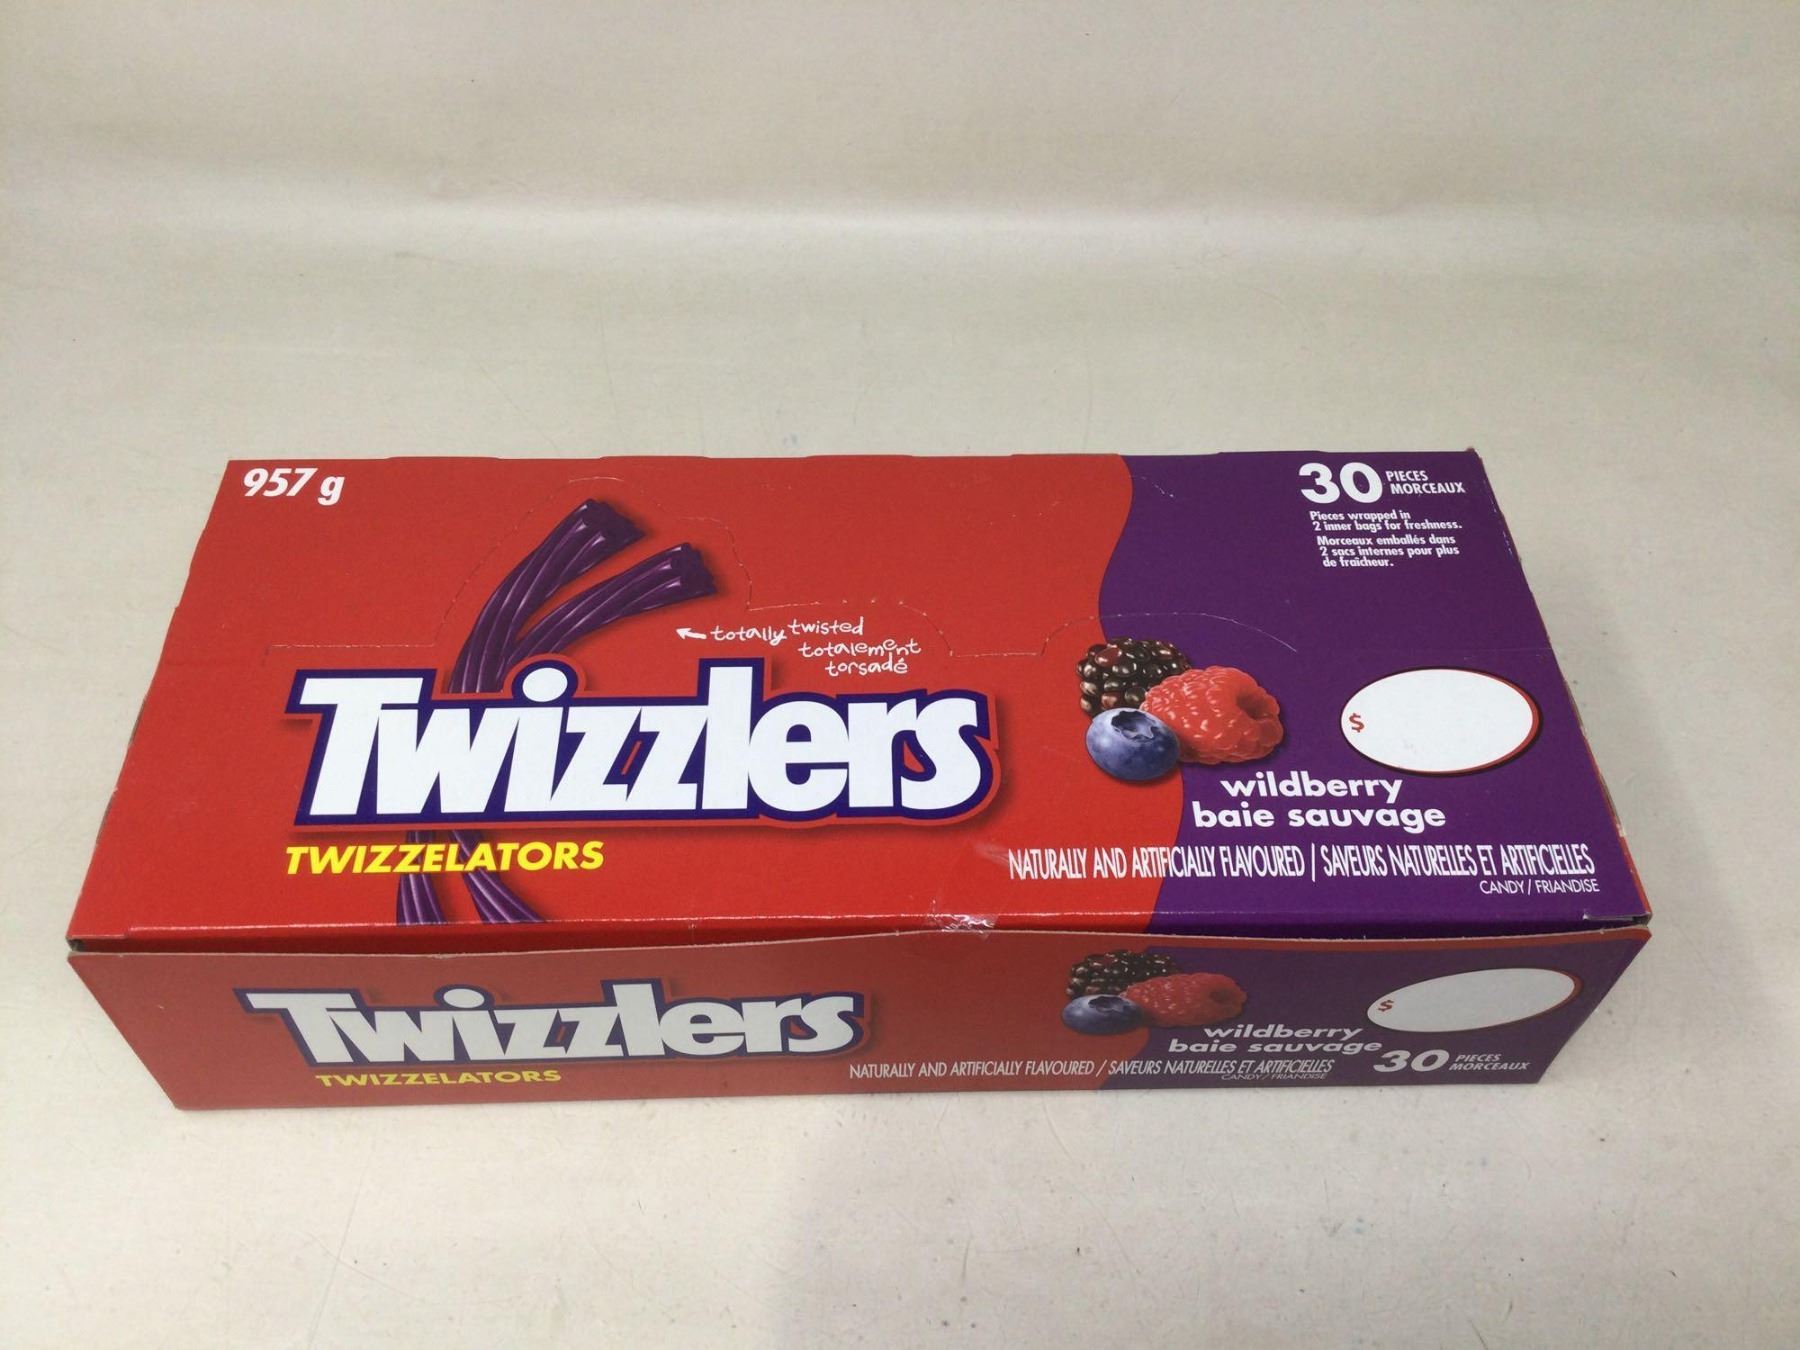 957 g
30 PIECES
MORCEAUX
Pieces wrapped in
2 inner bags for freshness.
Morceaux emballés dans
2 sacs internes pour plus
de fraîcheur.
totally twisted
totalement
torsadé
Twizzlers
TWIZZELATORS
$
wildberry
baie sauvage
NATURALLY AND ARTIFICIALLY FLAVOURED / SAVEURS NATURELLES ET ARTIFICIELLES
CANDY / FRIANDISE
Twizzlers
TWIZZELATORS
$
wildberry
baie sauvage
NATURALLY AND ARTIFICIALLY FLAVOURED / SAVEURS NATURELLES ET ARTIFICIELLES
CANDY / FRIANDISE
30 PIECES
MORCEAUX